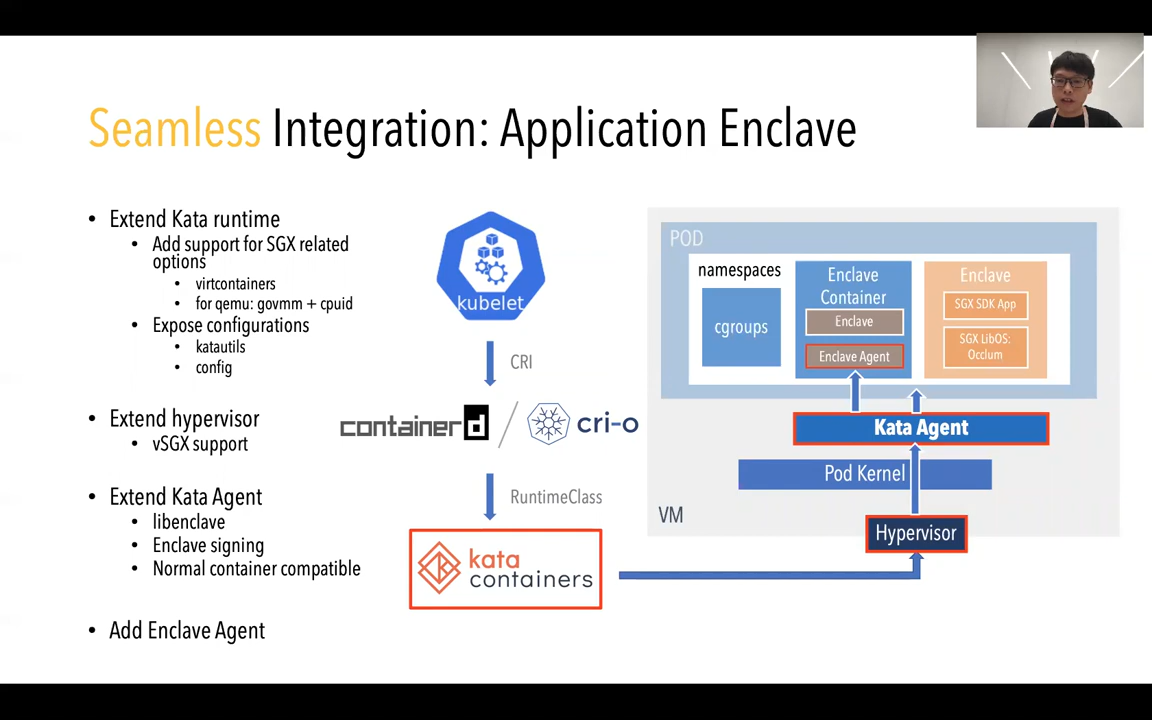 Seamless Integration: Application Enclave
• Extend Kata runtime
• Add support for SGX related
options
• virtcontainers
• for qemu: govmm + cpuid
• Expose configurations
• katautils
• config
• Extend hypervisor
• vSGX support
• Extend Kata Agent
• libenclave
• Enclave signing
• Normal container compatible
• Add Enclave Agent
kubelet
CRI
containerd / cri-o
RuntimeClass
kata
containers
POD
namespaces
cgroups
Enclave
Container
Enclave
Enclave Agent
Enclave
SGX SDK App
SGX LibOS:
Occlum
Kata Agent
Pod Kernel
VM
Hypervisor